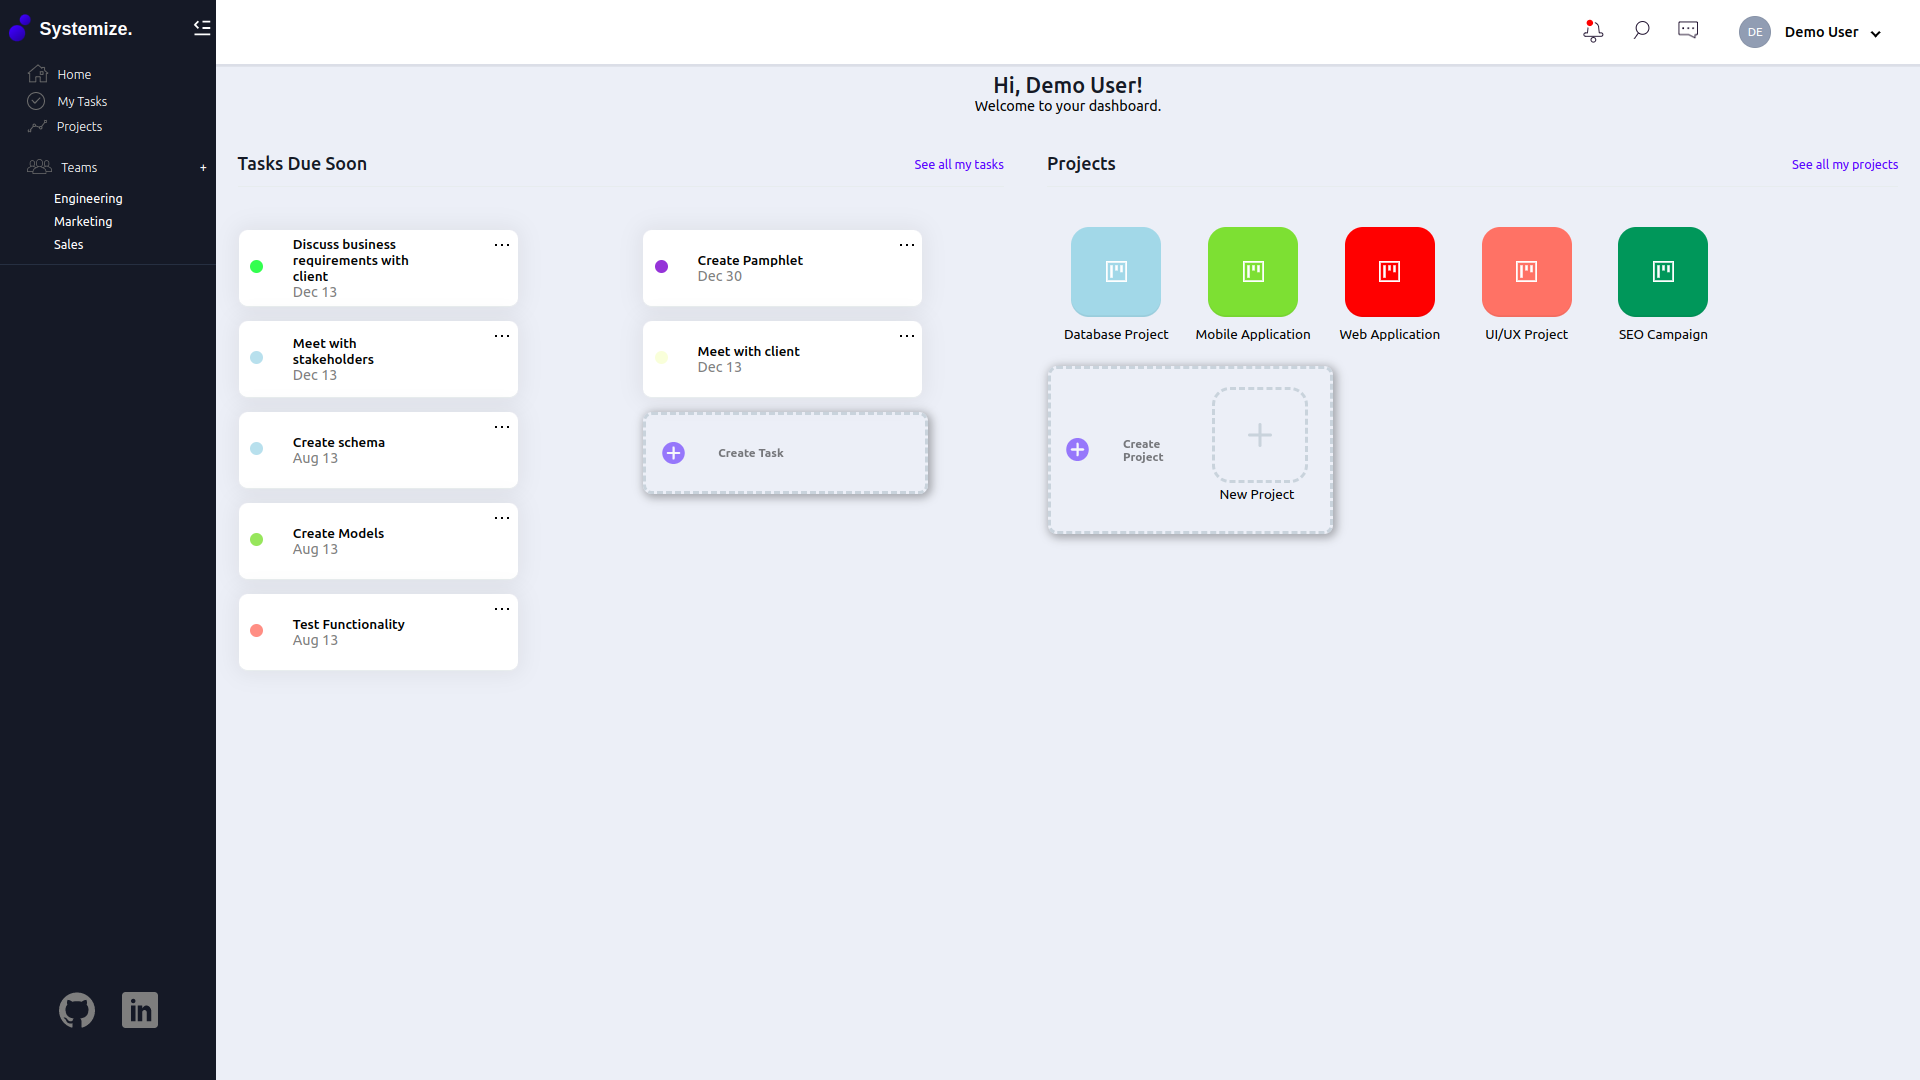 Systemize.
Home
My Tasks
Projects
Teams
+
Engineering
Marketing
Sales
DE
Demo User
Hi, Demo User!
Welcome to your dashboard.
Tasks Due Soon
See all my tasks
Discuss business
requirements with
client
Dec 13
Meet with
stakeholders
Dec 13
Create schema
Aug 13
Create Models
Aug 13
Test Functionality
Aug 13
Create Pamphlet
Dec 30
Meet with client
Dec 13
Create Task
Projects
See all my projects
Database Project
Mobile Application
Web Application
UI/UX Project
SEO Campaign
Create
Project
New Project
in